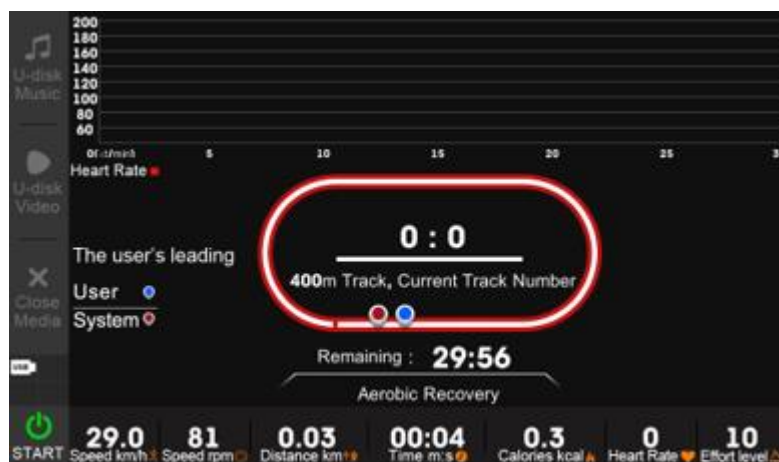 200
180
160
140
120
100
80
60
5 10 15 20 25
Heart Rate
U-disk
Music
U-disk
Video
Close
Media
USB
The user's leading
User
System
0 : 0
400m Track, Current Track Number
Remaining : 29:56
Aerobic Recovery
START
29.0 81 0.03 00:04 0.3 0 10
Speed km/h Speed rpm Distance km Time m:s Calories kcal Heart Rate Effort level